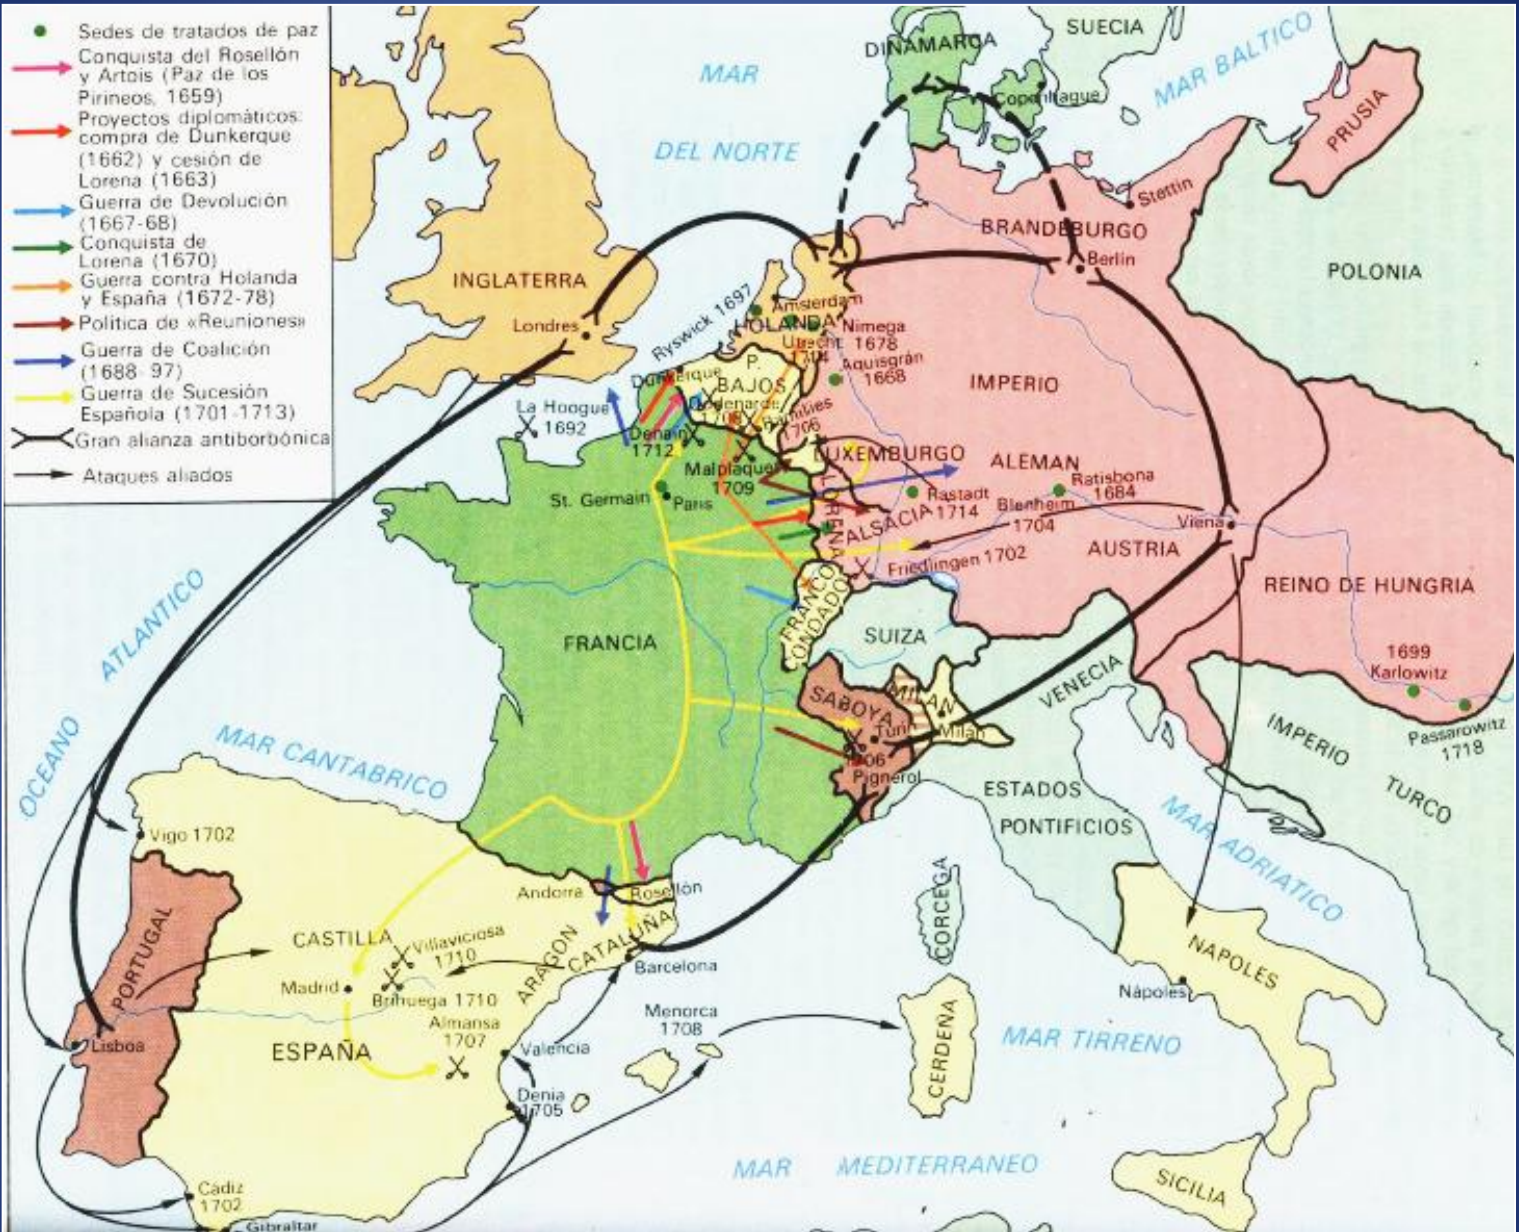 Sedes de tratados de paz
Conquista del Rosellón
y Artois (Paz de los
Pirineos, 1659)
Proyectos diplomáticos:
compra de Dunkerque
(1662) y cesión de
Lorena (1663)
Guerra de Devolución
(1667-68)
Conquista de
Lorena (1670)
Guerra contra Holanda
y España (1672-78)
Política de «Reuniones»
Guerra de Coalición
(1688-97)
Guerra de Sucesión
Española (1701-1713)
Gran alianza antiborbónica
Ataques aliados
SUECIA
DINAMARCA
MAR BALTICO
MAR
DEL NORTE
Copenhague
PRUSIA
Stettin
BRANDEBURGO
Berlin
POLONIA
INGLATERRA
Londres
Ryswick 1697
Amsterdam
HOLANDA
Nimega
1678
Utrecht
1714
Aquisgrán
1668
Dunkerque
P.
BAJOS
Oudenarde
1708
Ramillies
1706
IMPERIO
La Hoogue
1692
Denain
1712
Malplaquet
1709
LUXEMBURGO
ALEMAN
Ratisbona
1684
St. Germain
Paris
LORENA
Rastadt
1714
Blenheim
1704
ALSACIA
Viena
Friedlingen 1702
AUSTRIA
REINO DE HUNGRIA
FRANCO
CONDADO
FRANCIA
SUIZA
OCEANO
ATLANTICO
1699
Karlowitz
Passarowitz
1718
VENECIA
SABOYA
MILAN
Turin
Milán
1706
Pignerol
IMPERIO
TURCO
MAR CANTABRICO
ESTADOS
PONTIFICIOS
MAR ADRIATICO
Vigo 1702
Andorra
Rosellón
CORCEGA
PORTUGAL
CASTILLA
Villaviciosa
1710
ARAGON
CATALUÑA
Barcelona
NAPOLES
Nápoles
Madrid
Brihuega 1710
Almansa
1707
Menorca
1708
CERDEÑA
MAR TIRRENO
Lisboa
ESPAÑA
Valencia
Denia
1705
MAR MEDITERRANEO
SICILIA
Cádiz
1702
Gibraltar